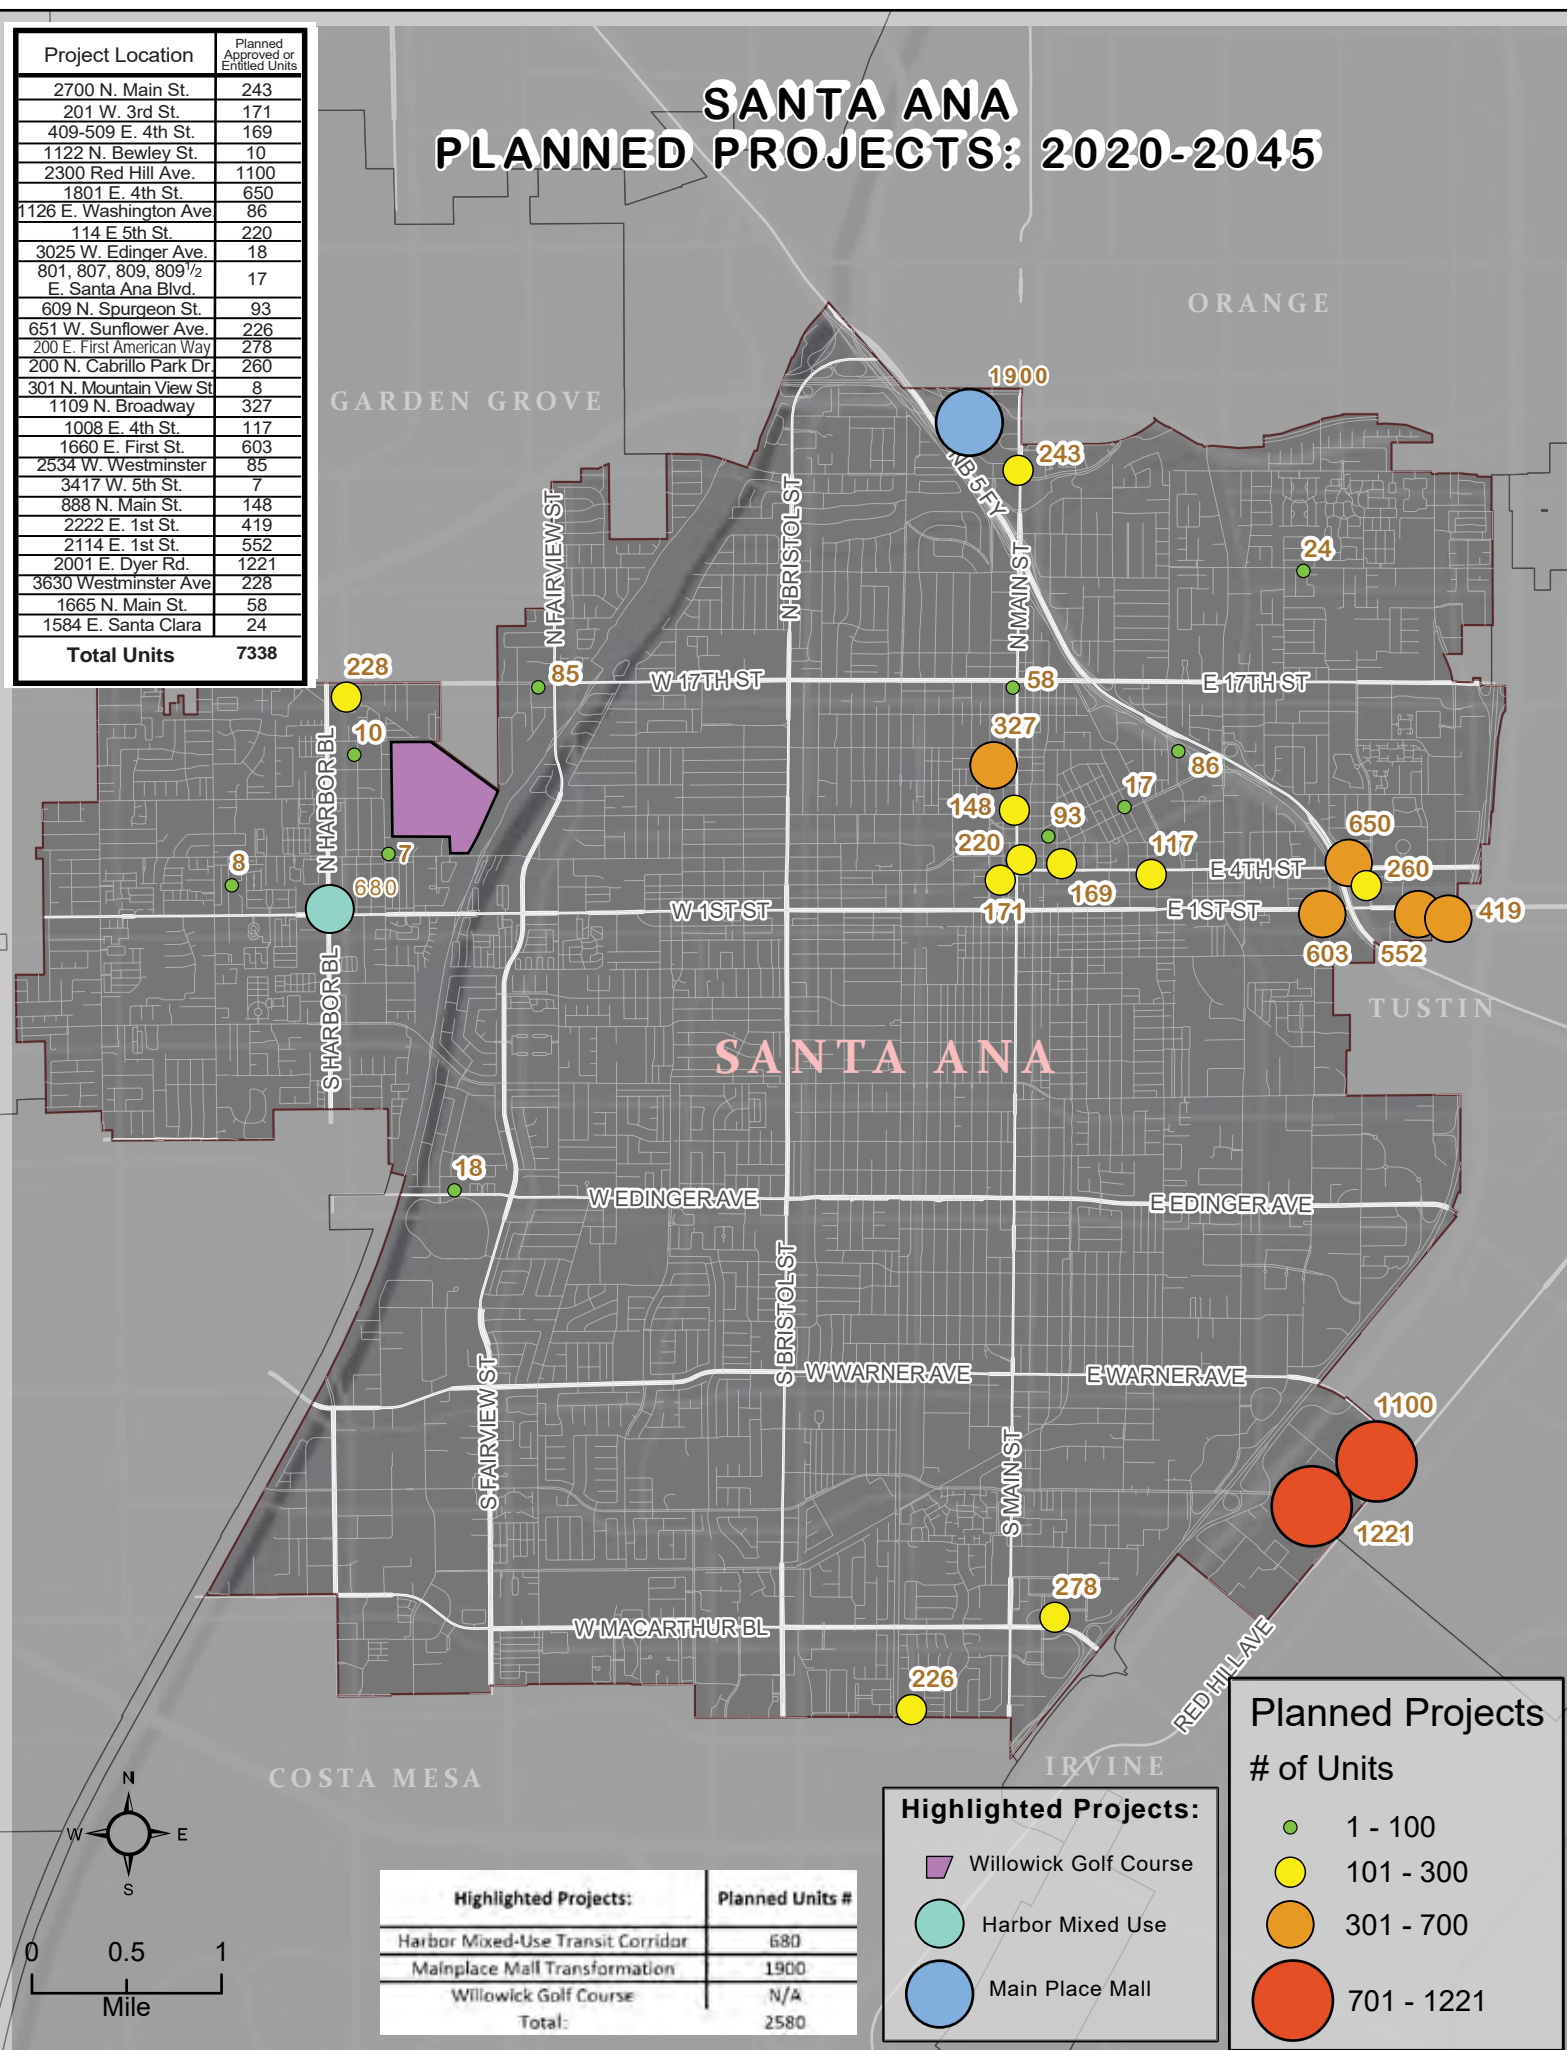 Project Location | Planned Approved or Entitled Units
2700 N. Main St. 243
201 W. 3rd St. 171
409-509 E. 4th St. 169
1122 N. Bewley St. 10
2300 Red Hill Ave. 1100
1801 E. 4th St. 650
1126 E. Washington Ave. 86
114 E 5th St. 220
3025 W. Edinger Ave. 18
801, 807, 809, 809½
E. Santa Ana Blvd. 17
609 N. Spurgeon St. 93
651 W. Sunflower Ave. 226
200 E. First American Way 278
200 N. Cabrillo Park Dr. 260
301 N. Mountain View St 8
1109 N. Broadway 327
1008 E. 4th St. 117
1660 E. First St. 603
2534 W. Westminster 85
3417 W. 5th St. 7
888 N. Main St. 148
2222 E. 1st St. 419
2114 E. 1st St. 552
2001 E. Dyer Rd. 1221
3630 Westminster Ave 228
1665 N. Main St. 58
1584 E. Santa Clara 24
Total Units 7338
SANTA ANA
PLANNED PROJECTS: 2020-2045
ORANGE
GARDEN GROVE
1900
243
NB 5 FY
N FAIRVIEW ST
N BRISTOL ST
N MAIN ST
24
228
85
W 17TH ST
58
E 17TH ST
10
N HARBOR BL
327
86
148
17
93
650
8
7
220
117
E 4TH ST
260
680
171
169
W 1ST ST
E 1ST ST
419
603
552
TUSTIN
S HARBOR BL
SANTA ANA
18
W EDINGER AVE
E EDINGER AVE
S BRISTOL ST
W WARNER AVE
E WARNER AVE
S FAIRVIEW ST
S MAIN ST
1100
1221
278
W MACARTHUR BL
226
RED HILL AVE
COSTA MESA
IRVINE
N
W
E
S
0 0.5 1
Mile
Highlighted Projects: Planned Units #
Harbor Mixed-Use Transit Corridor 680
Mainplace Mall Transformation 1900
Willowick Golf Course N/A
Total: 2580
Highlighted Projects:
Willowick Golf Course
Harbor Mixed Use
Main Place Mall
Planned Projects
# of Units
1 - 100
101 - 300
301 - 700
701 - 1221